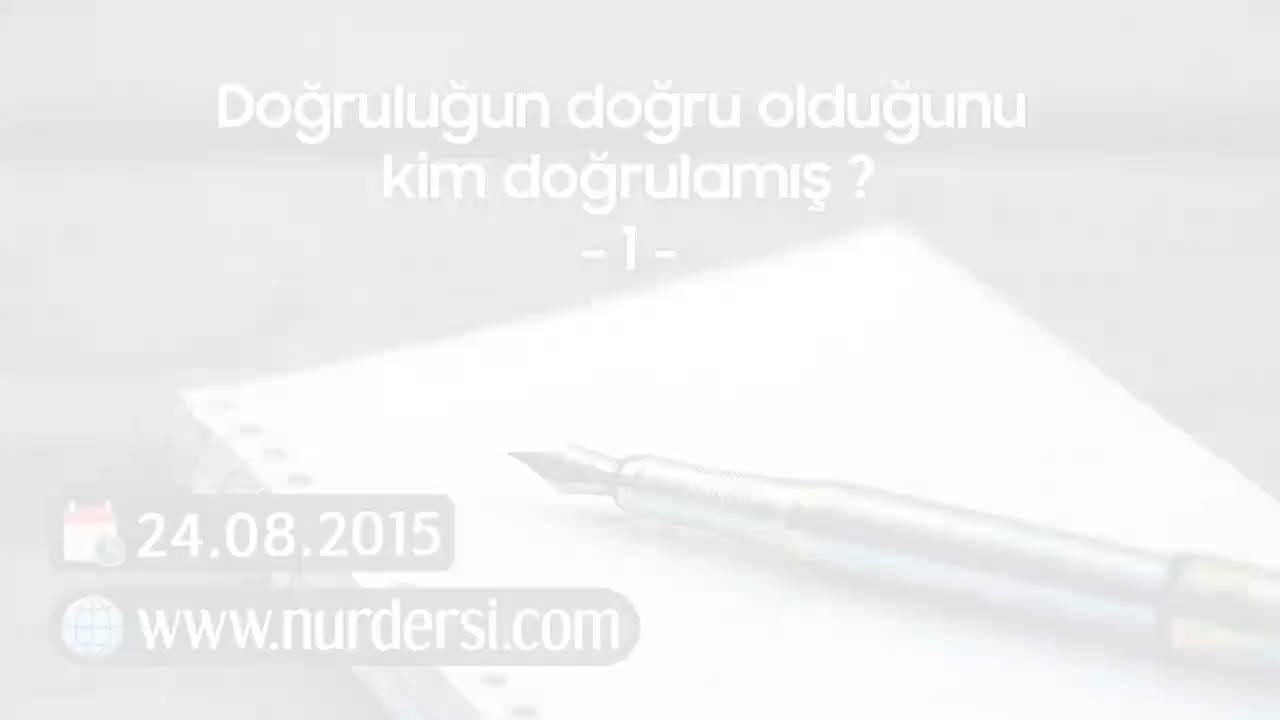 Doğruluğun doğru olduğunu
kim doğrulamış ?
- 1 -
24.08.2015
www.nurdersi.com